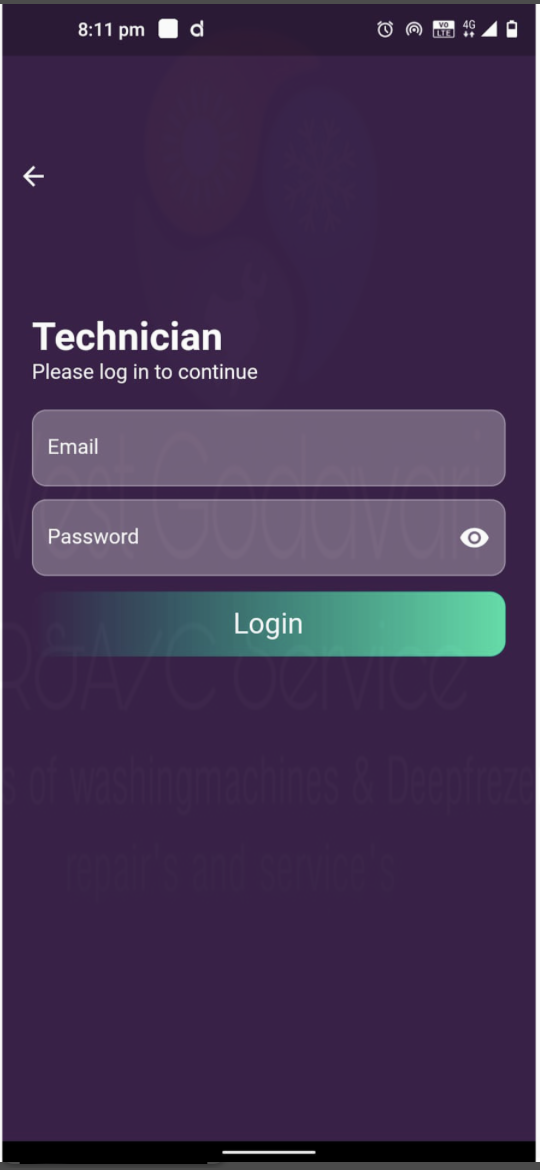 8:11 pm d VO LTE 4G
Technician
Please log in to continue
Email
West Godavari
Password
Login
R&A/C Service
s of washingmachines & Deepfreze
repair's and service's